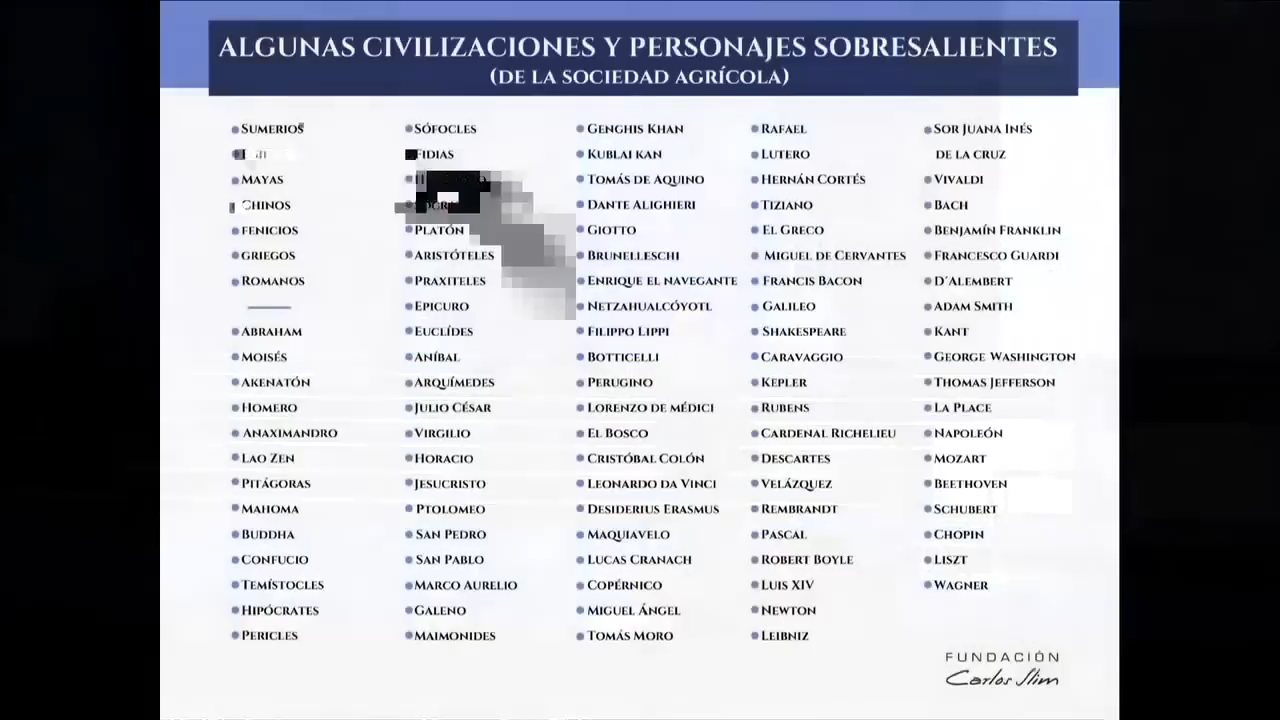 ALGUNAS CIVILIZACIONES Y PERSONAJES SOBRESALIENTES
(DE LA SOCIEDAD AGRÍCOLA)
SUMERIOS
MAYAS
CHINOS
FENICIOS
GRIEGOS
ROMANOS
ABRAHAM
MOISÉS
AKENATÓN
HOMERO
ANAXIMANDRO
LAO ZEN
PITÁGORAS
MAHOMA
BUDDHA
CONFUCIO
TEMÍSTOCLES
HIPÓCRATES
PERICLES
SÓFOCLES
FIDIAS
PLATÓN
ARISTÓTELES
PRAXITELES
EPICURO
EUCLÍDES
ANÍBAL
ARQUÍMEDES
JULIO CÉSAR
VIRGILIO
HORACIO
JESUCRISTO
PTOLOMEO
SAN PEDRO
SAN PABLO
MARCO AURELIO
GALENO
MAIMONIDES
GENGHIS KHAN
KUBLAI KAN
TOMÁS DE AQUINO
DANTE ALIGHIERI
GIOTTO
BRUNELLESCHI
ENRIQUE EL NAVEGANTE
NETZAHUALCÓYOTL
FILIPPO LIPPI
BOTTICELLI
PERUGINO
LORENZO DE MÉDICI
EL BOSCO
CRISTÓBAL COLÓN
LEONARDO DA VINCI
DESIDERIUS ERASMUS
MAQUIAVELO
LUCAS CRANACH
COPÉRNICO
MIGUEL ÁNGEL
TOMÁS MORO
RAFAEL
LUTERO
HERNÁN CORTÉS
TIZIANO
EL GRECO
MIGUEL DE CERVANTES
FRANCIS BACON
GALILEO
SHAKESPEARE
CARAVAGGIO
KEPLER
RUBENS
CARDENAL RICHELIEU
DESCARTES
VELÁZQUEZ
REMBRANDT
PASCAL
ROBERT BOYLE
LUIS XIV
NEWTON
LEIBNIZ
SOR JUANA INÉS
DE LA CRUZ
VIVALDI
BACH
BENJAMÍN FRANKLIN
FRANCESCO GUARDI
D´ALEMBERT
ADAM SMITH
KANT
GEORGE WASHINGTON
THOMAS JEFFERSON
LA PLACE
NAPOLEÓN
MOZART
BEETHOVEN
SCHUBERT
CHOPIN
LISZT
WAGNER
FUNDACIÓN
Carlos Slim